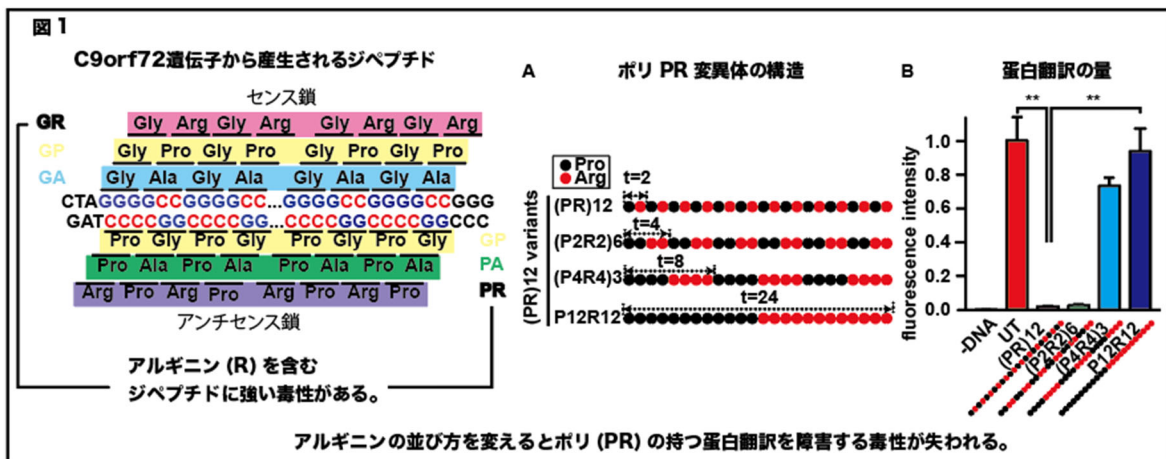 図1
C9orf72遺伝子から産生されるジペプチド
センス鎖
GR
Gly Arg Gly Arg Gly Arg Gly Arg
GP
Gly Pro Gly Pro Gly Pro Gly Pro
GA
Gly Ala Gly Ala Gly Ala Gly Ala
CTAGGGGCCGGGGCC...GGGGCCGGGGCCGGG
GATCCCCGGCCCCGG...CCCCGGCCCCGGCCC
Pro Gly Pro Gly Pro Gly Pro Gly
GP
Pro Ala Pro Ala Pro Ala Pro Ala
PA
Arg Pro Arg Pro Arg Pro Arg Pro
PR
アンチセンス鎖
アルギニン (R) を含む
ジペプチドに強い毒性がある。
A
ポリ PR 変異体の構造
Pro
Arg
(PR)12 variants
t=2
(PR)12
t=4
(P2R2)6
t=8
(P4R4)3
t=24
P12R12
B
蛋白翻訳の量
** **
fluorescence intensity
1.0
0.8
0.6
0.4
0.2
0.0
-DNA
UT
(PR)12
(P2R2)6
(P4R4)3
P12R12
アルギニンの並び方を変えるとポリ (PR) の持つ蛋白翻訳を障害する毒性が失われる。